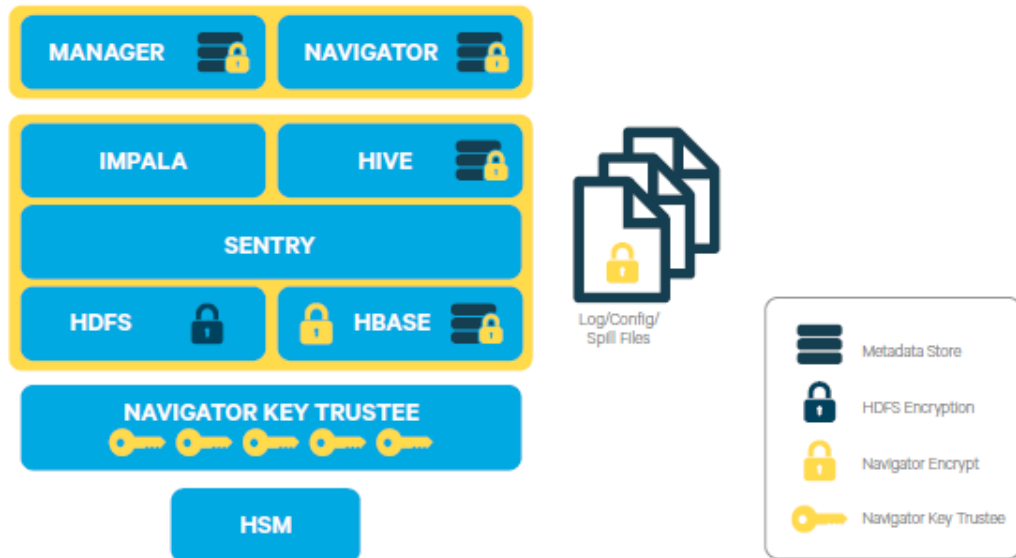 MANAGER
NAVIGATOR
IMPALA
HIVE
SENTRY
HDFS
HBASE
Log/Config/
Spill Files
NAVIGATOR KEY TRUSTEE
HSM
Metadata Store
HDFS Encryption
Navigator Encrypt
Navigator Key Trustee